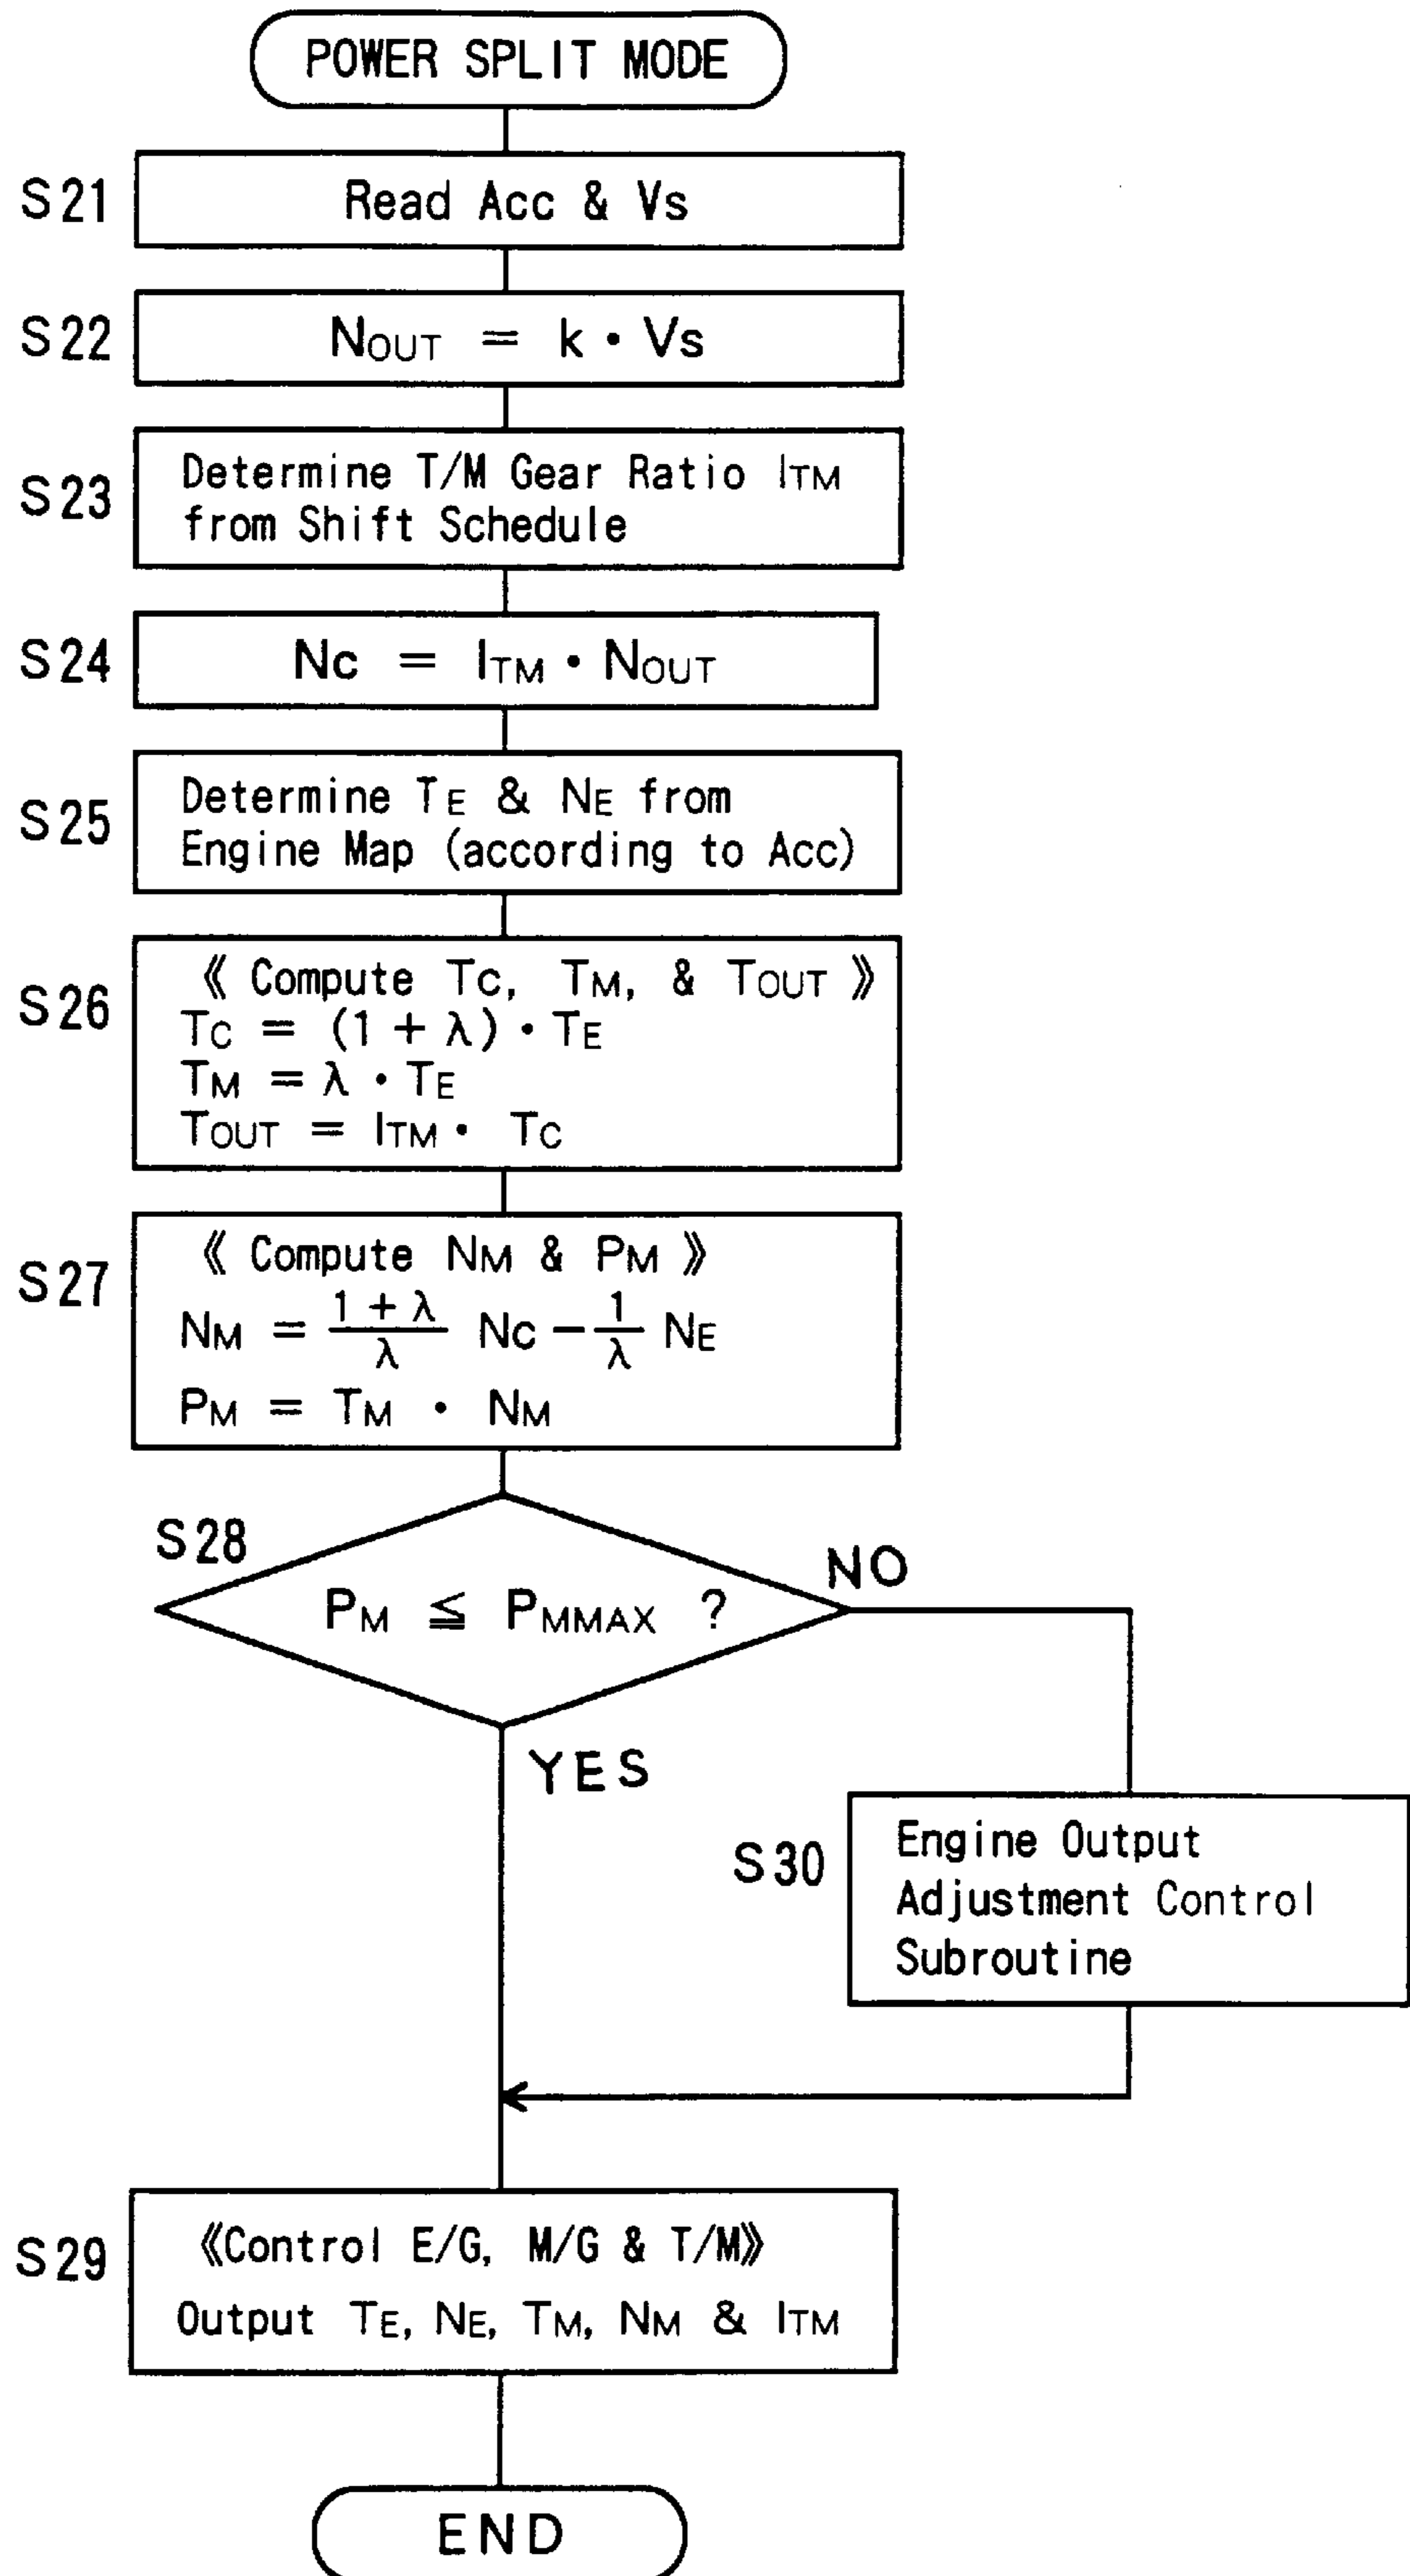 POWER SPLIT MODE
S21
Read Acc & Vs
S22
NOUT = k・Vs
S23
Determine T/M Gear Ratio ITM
from Shift Schedule
S24
Nc = ITM・NOUT
S25
Determine TE & NE from
Engine Map (according to Acc)
S26
《 Compute TC, TM, & TOUT 》
TC = (1 + λ)・TE
TM = λ・TE
TOUT = ITM・ TC
S27
《 Compute NM & PM 》
NM = (1 + λ)/λ NC − 1/λ NE
PM = TM ・ NM
S28
PM ≦ PMMAX ?
NO
YES
S30
Engine Output
Adjustment Control
Subroutine
S29
《Control E/G, M/G & T/M》
Output TE, NE, TM, NM & ITM
END